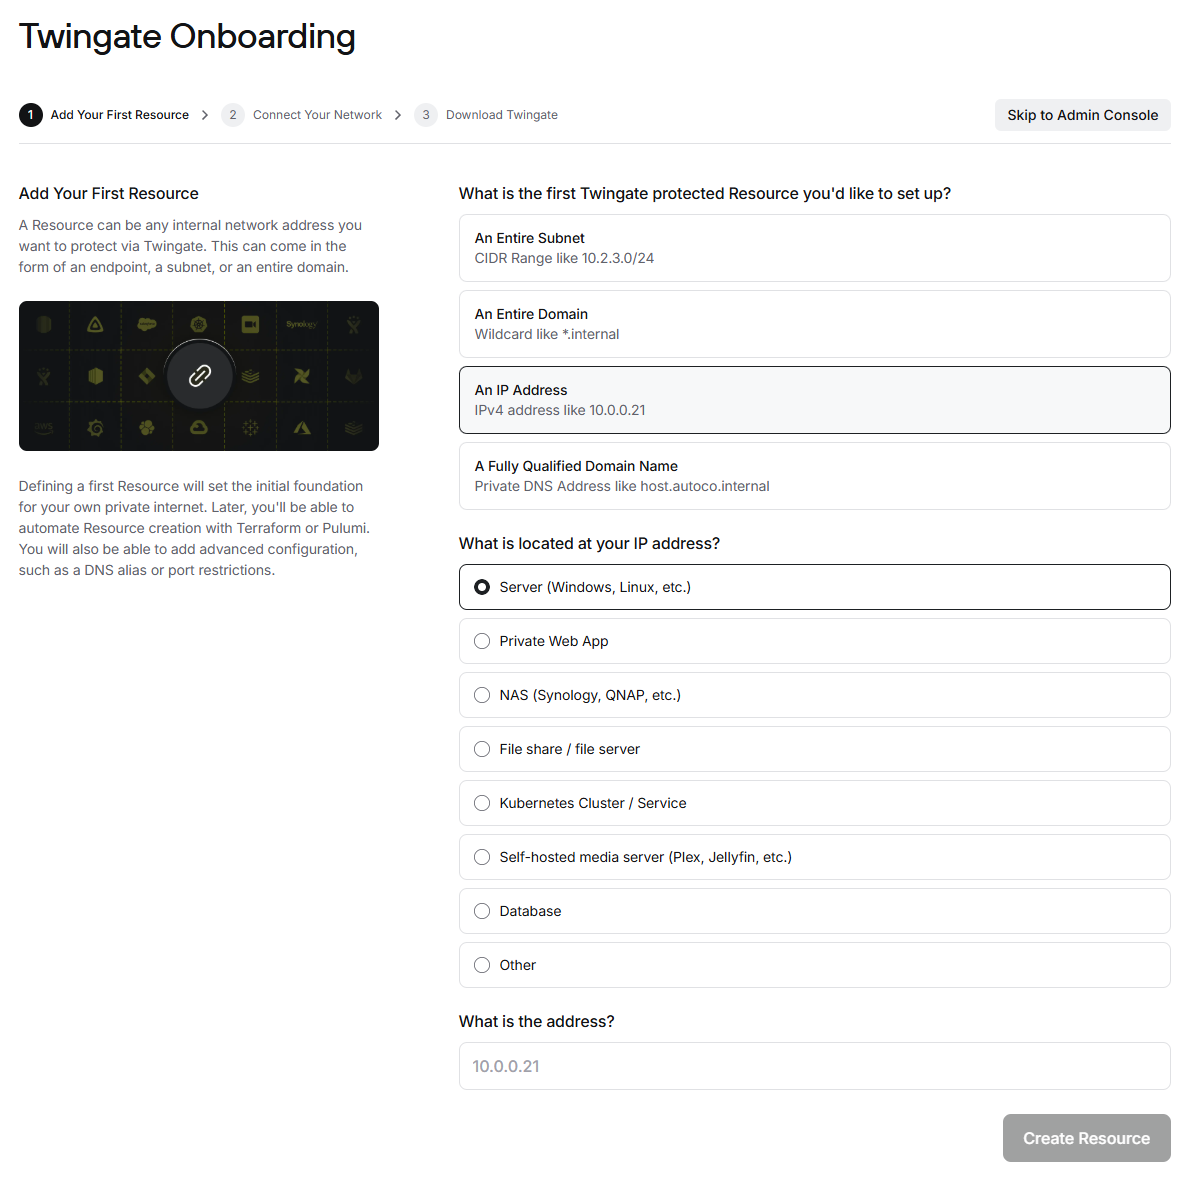 Twingate Onboarding
1 Add Your First Resource
2 Connect Your Network
3 Download Twingate
Skip to Admin Console
Add Your First Resource
A Resource can be any internal network address you
want to protect via Twingate. This can come in the
form of an endpoint, a subnet, or an entire domain.
Synology
aws
Defining a first Resource will set the initial foundation
for your own private internet. Later, you'll be able to
automate Resource creation with Terraform or Pulumi.
You will also be able to add advanced configuration,
such as a DNS alias or port restrictions.
What is the first Twingate protected Resource you'd like to set up?
An Entire Subnet
CIDR Range like 10.2.3.0/24
An Entire Domain
Wildcard like *.internal
An IP Address
IPv4 address like 10.0.0.21
A Fully Qualified Domain Name
Private DNS Address like host.autoco.internal
What is located at your IP address?
Server (Windows, Linux, etc.)
Private Web App
NAS (Synology, QNAP, etc.)
File share / file server
Kubernetes Cluster / Service
Self-hosted media server (Plex, Jellyfin, etc.)
Database
Other
What is the address?
10.0.0.21
Create Resource